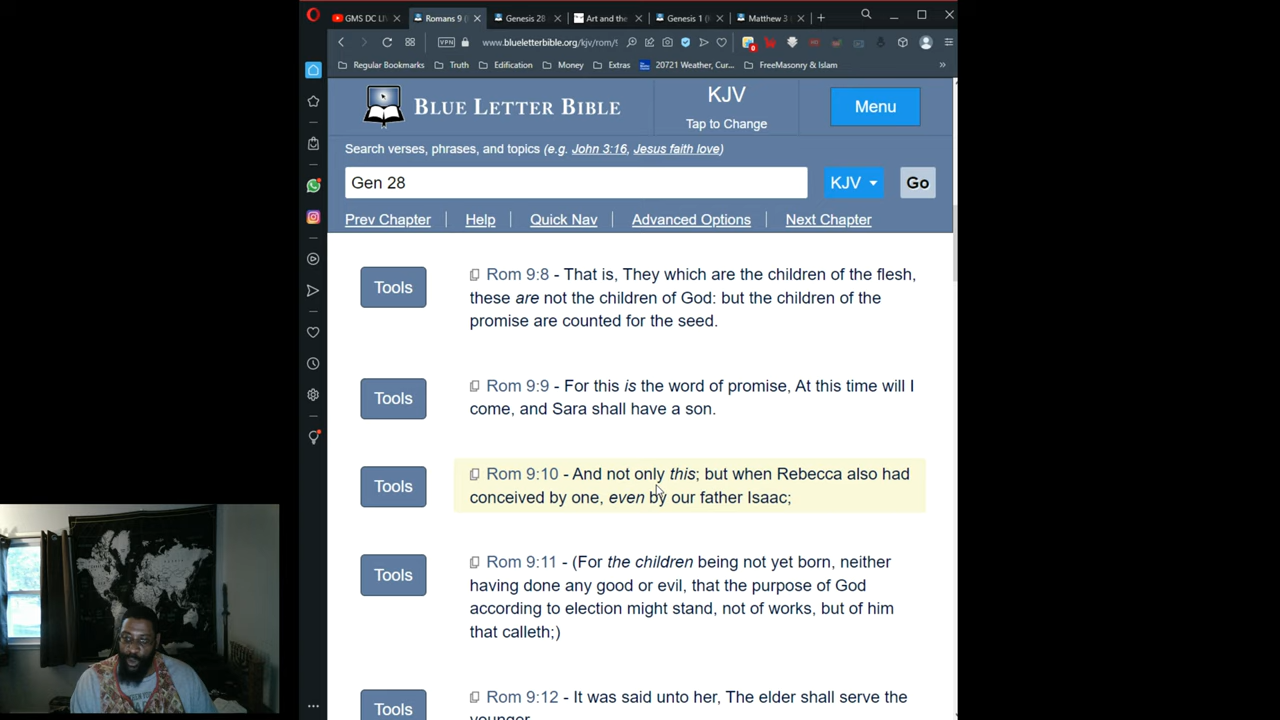 GMS DC LI
Romans 9 (
Genesis 28
Art and the
Genesis 1 (
Matthew 3
VPN
www.blueletterbible.org/kjv/rom/
Regular Bookmarks
Truth
Edification
Money
Extras
20721 Weather, Cur...
FreeMasonry & Islam
BLUE LETTER BIBLE
KJV
Tap to Change
Menu
Search verses, phrases, and topics (e.g. John 3:16, Jesus faith love)
Gen 28
KJV
Go
Prev Chapter
Help
Quick Nav
Advanced Options
Next Chapter
Tools
Rom 9:8 - That is, They which are the children of the flesh,
these are not the children of God: but the children of the
promise are counted for the seed.
Tools
Rom 9:9 - For this is the word of promise, At this time will I
come, and Sara shall have a son.
Tools
Rom 9:10 - And not only this; but when Rebecca also had
conceived by one, even by our father Isaac;
Tools
Rom 9:11 - (For the children being not yet born, neither
having done any good or evil, that the purpose of God
according to election might stand, not of works, but of him
that calleth;)
Tools
Rom 9:12 - It was said unto her, The elder shall serve the
younger